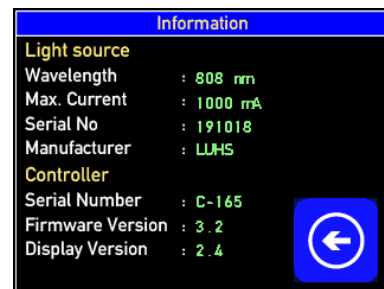 Information
Light source
Wavelength : 808 nm
Max. Current : 1000 mA
Serial No : 191018
Manufacturer : LUHS
Controller
Serial Number : C-165
Firmware Version : 3.2
Display Version : 2.4